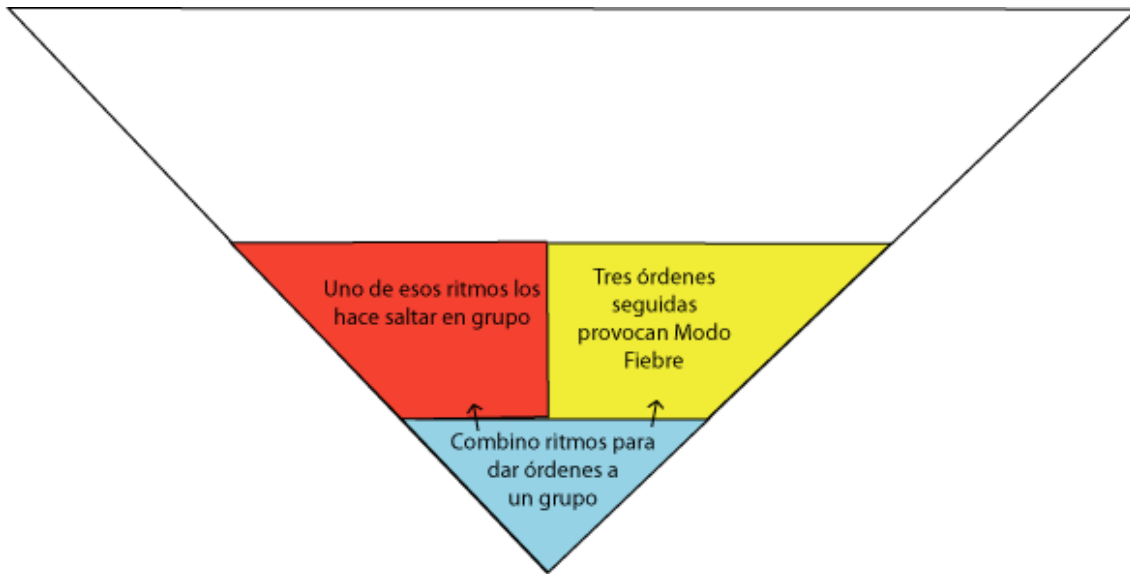 Uno de esos ritmos los
hace saltar en grupo
Tres órdenes
seguidas
provocan Modo
Fiebre
Combino ritmos para
dar órdenes a
un grupo